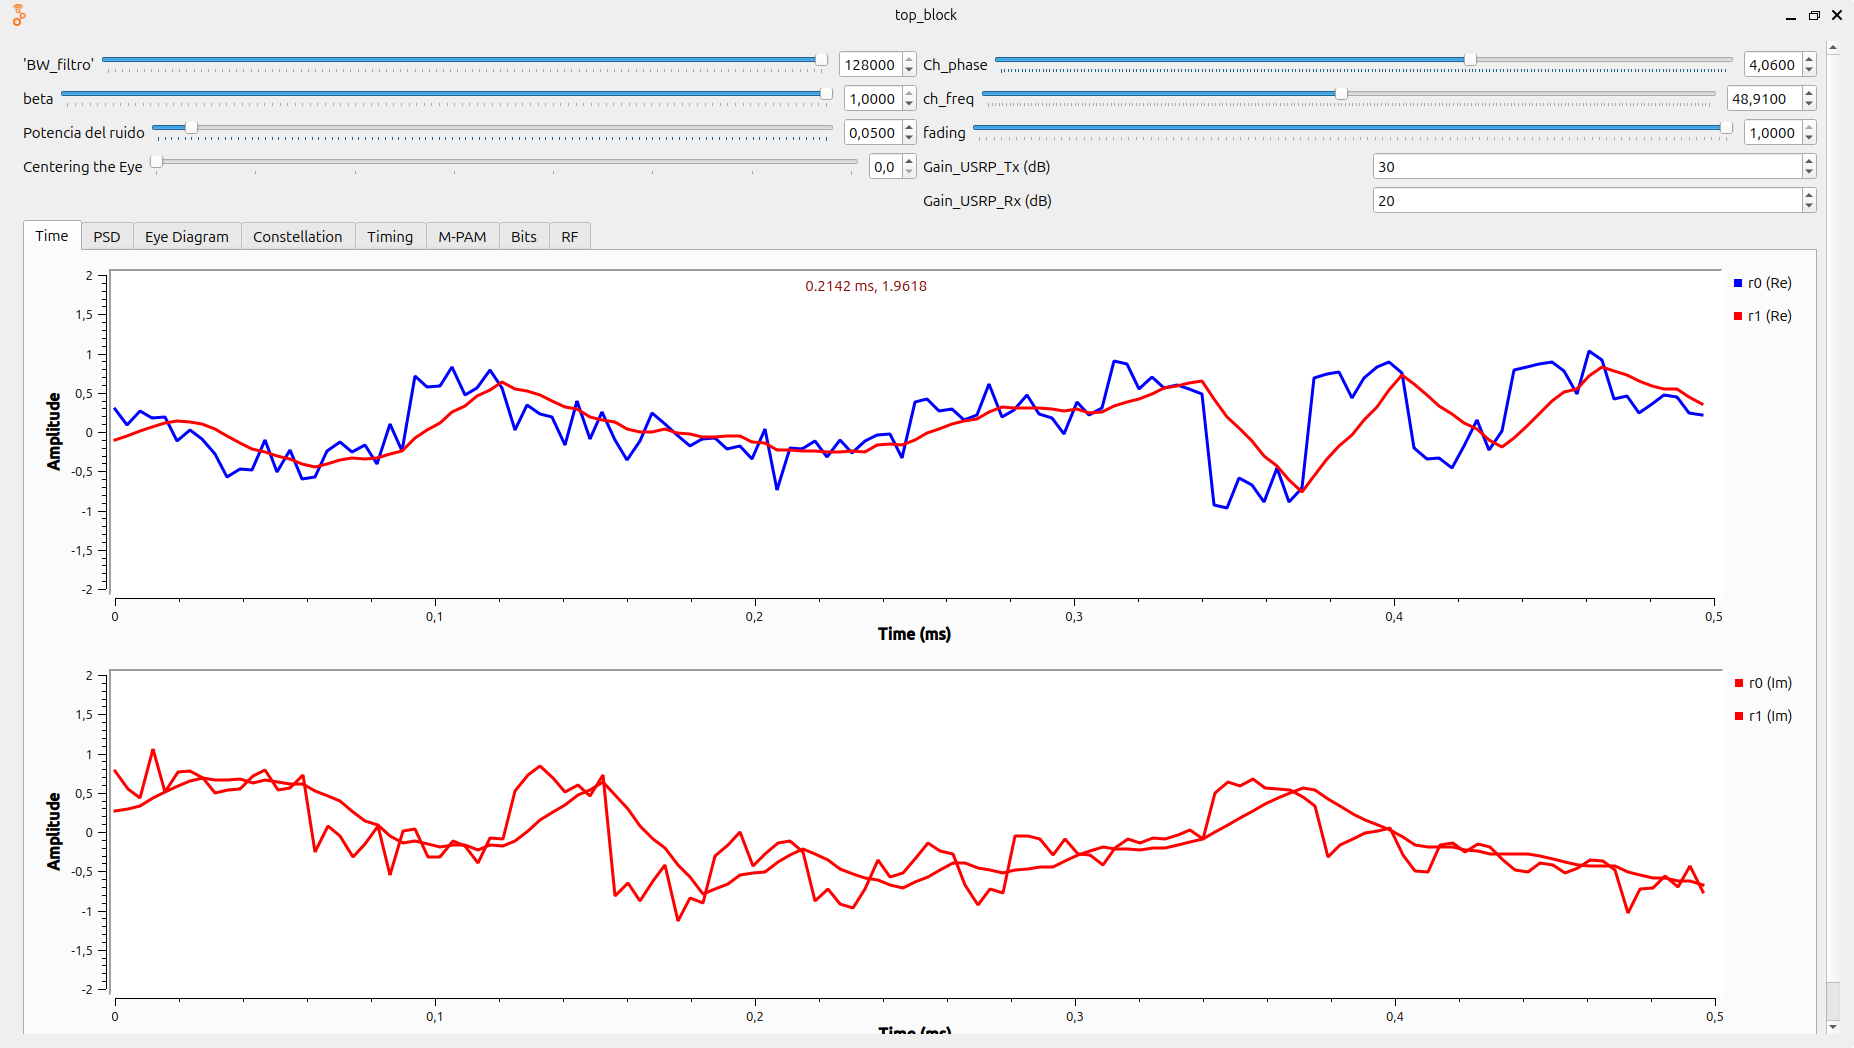 top_block
'BW_filtro' 128000 Ch_phase 4,0600
beta 1,0000 ch_freq 48,9100
Potencia del ruido 0,0500 fading 1,0000
Centering the Eye 0,0 Gain_USRP_Tx (dB) 30
Gain_USRP_Rx (dB) 20
Time PSD Eye Diagram Constellation Timing M-PAM Bits RF
0.2142 ms, 1.9618
r0 (Re)
r1 (Re)
Amplitude
2
1,5
1
0,5
0
-0,5
-1
-1,5
-2
0 0,1 0,2 0,3 0,4 0,5
Time (ms)
r0 (Im)
r1 (Im)
Amplitude
2
1,5
1
0,5
0
-0,5
-1
-1,5
-2
0 0,1 0,2 0,3 0,4 0,5
Time (ms)